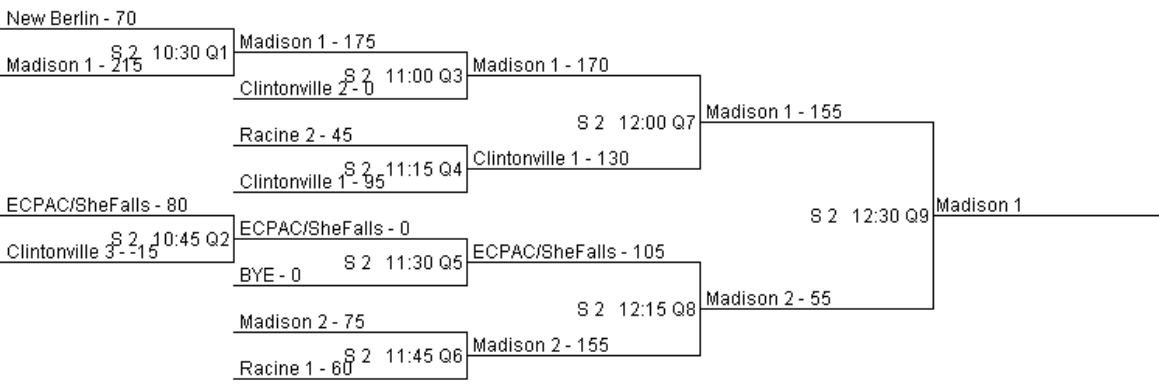 New Berlin - 70
S 2 10:30 Q1
Madison 1 - 215
Madison 1 - 175
S 2 11:00 Q3
Clintonville 2 - 0
Madison 1 - 170
Racine 2 - 45
S 2 11:15 Q4
Clintonville 1 - 95
S 2 12:00 Q7
Clintonville 1 - 130
Madison 1 - 155
ECPAC/SheFalls - 80
S 2 10:45 Q2
Clintonville 3 - -15
ECPAC/SheFalls - 0
S 2 11:30 Q5
BYE - 0
ECPAC/SheFalls - 105
Madison 2 - 75
S 2 11:45 Q6
Racine 1 - 60
S 2 12:15 Q8
Madison 2 - 155
Madison 2 - 55
S 2 12:30 Q9
Madison 1